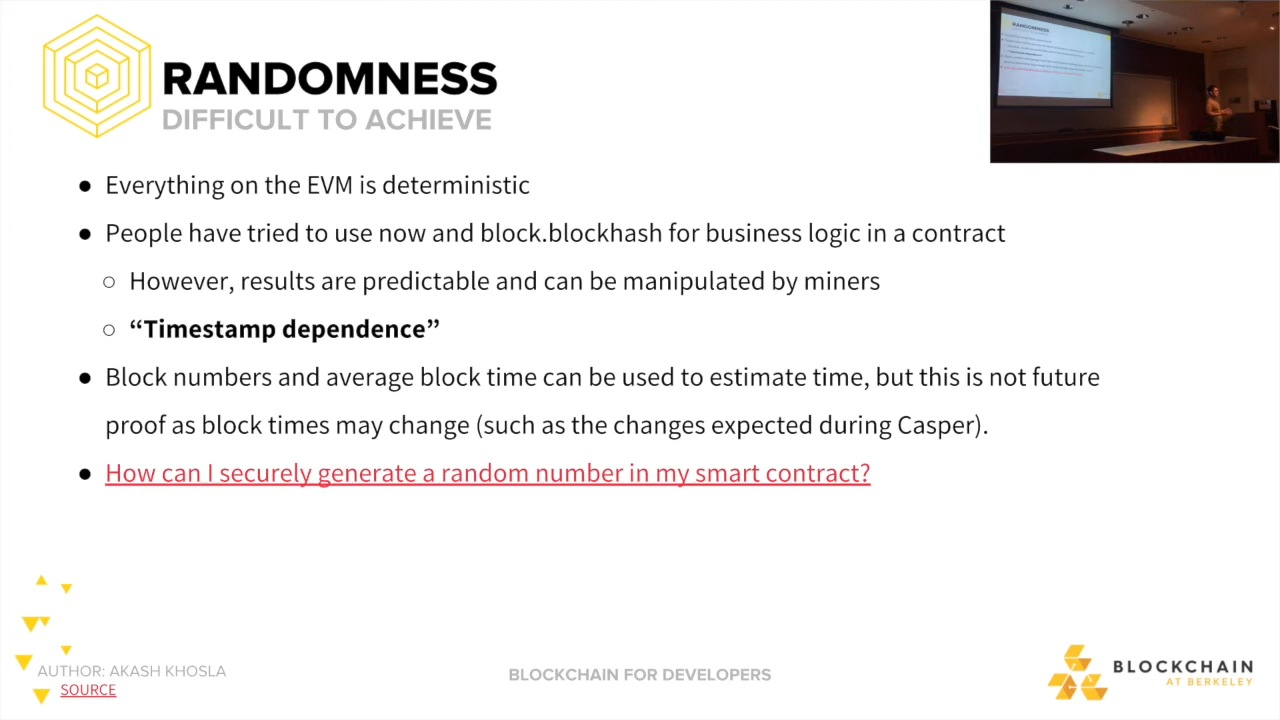 RANDOMNESS
DIFFICULT TO ACHIEVE
● Everything on the EVM is deterministic
● People have tried to use now and block.blockhash for business logic in a contract
○ However, results are predictable and can be manipulated by miners
○ “Timestamp dependence”
● Block numbers and average block time can be used to estimate time, but this is not future
proof as block times may change (such as the changes expected during Casper).
● How can I securely generate a random number in my smart contract?
AUTHOR: AKASH KHOSLA
SOURCE
BLOCKCHAIN FOR DEVELOPERS
BLOCKCHAIN
AT BERKELEY
RANDOMNESS